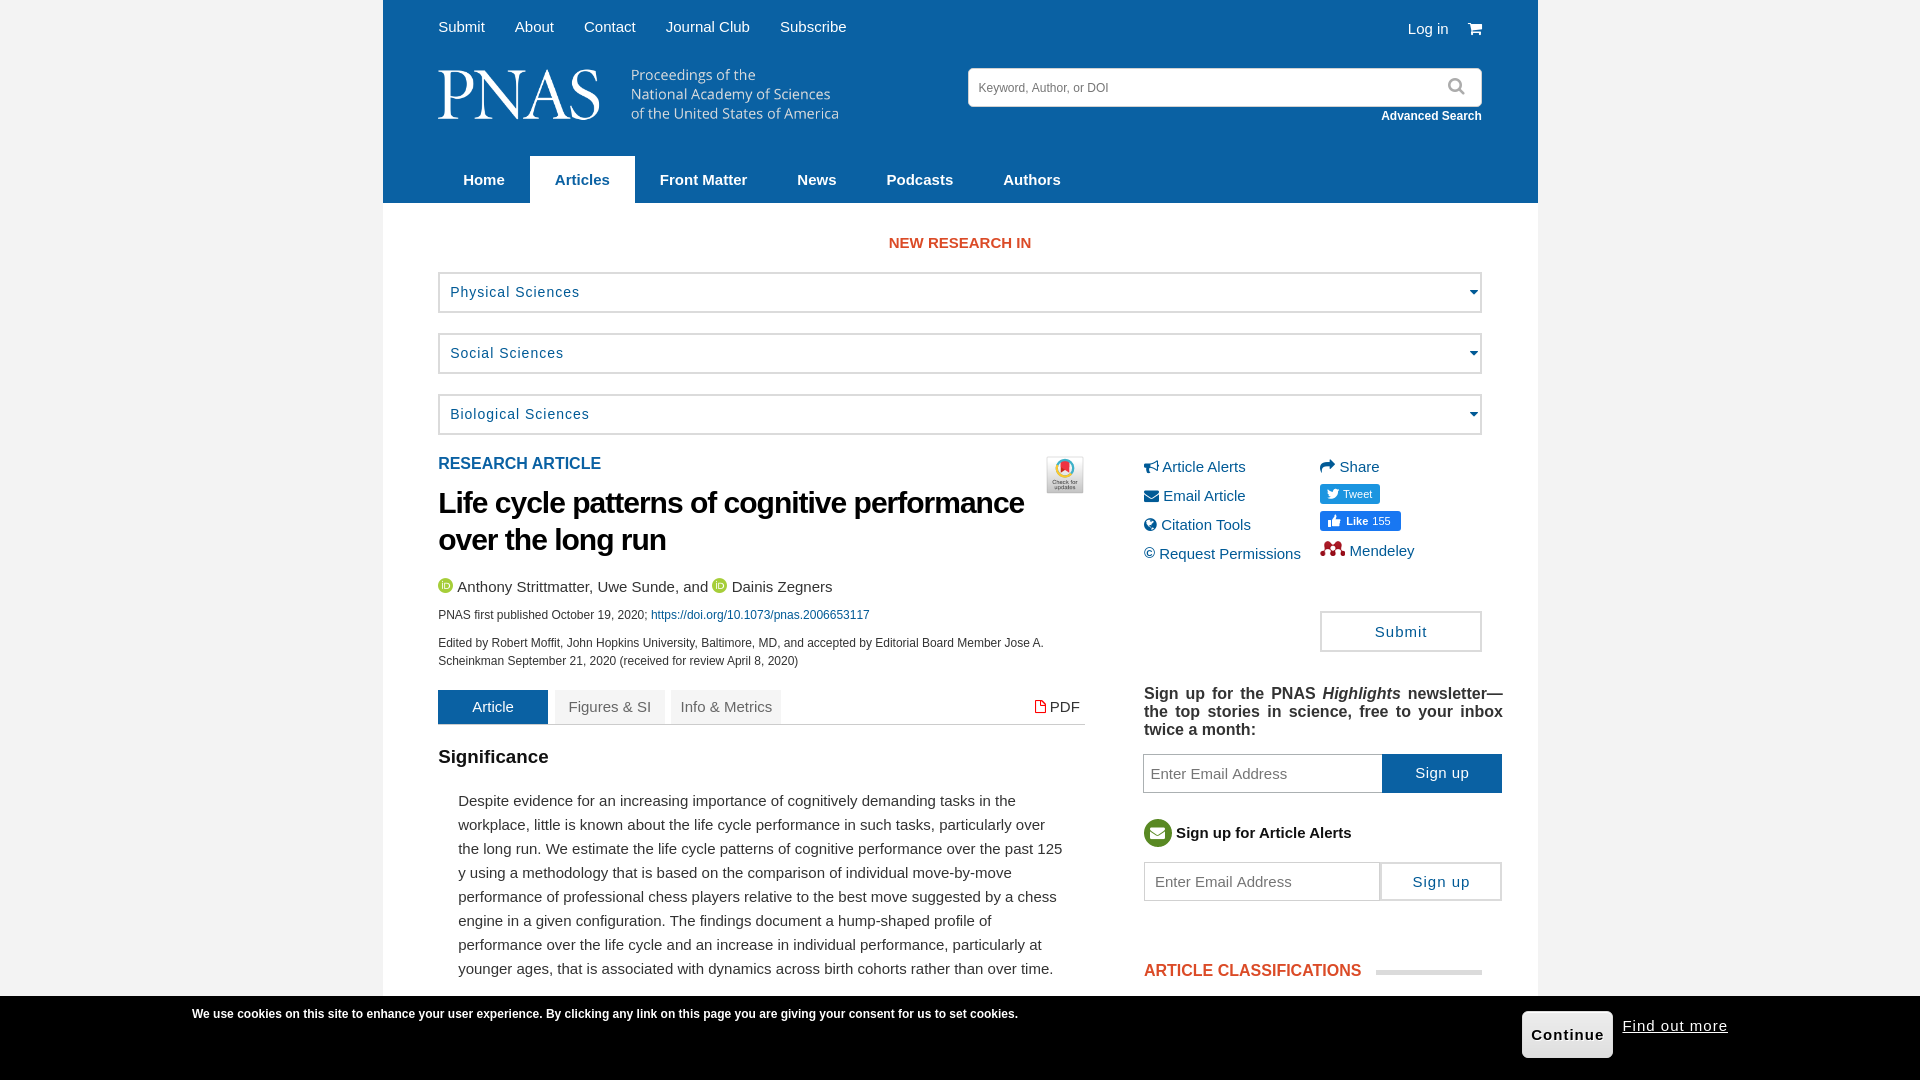 Submit About Contact Journal Club Subscribe
Log in
PNAS
Proceedings of the
National Academy of Sciences
of the United States of America
Keyword, Author, or DOI
Advanced Search
Home Articles Front Matter News Podcasts Authors
NEW RESEARCH IN
Physical Sciences
Social Sciences
Biological Sciences
RESEARCH ARTICLE
Check for
updates
Life cycle patterns of cognitive performance
over the long run
iD Anthony Strittmatter, Uwe Sunde, and iD Dainis Zegners
PNAS first published October 19, 2020; https://doi.org/10.1073/pnas.2006653117
Edited by Robert Moffit, John Hopkins University, Baltimore, MD, and accepted by Editorial Board Member Jose A.
Scheinkman September 21, 2020 (received for review April 8, 2020)
Article Figures & SI Info & Metrics PDF
Significance
Despite evidence for an increasing importance of cognitively demanding tasks in the
workplace, little is known about the life cycle performance in such tasks, particularly over
the long run. We estimate the life cycle patterns of cognitive performance over the past 125
y using a methodology that is based on the comparison of individual move-by-move
performance of professional chess players relative to the best move suggested by a chess
engine in a given configuration. The findings document a hump-shaped profile of
performance over the life cycle and an increase in individual performance, particularly at
younger ages, that is associated with dynamics across birth cohorts rather than over time.
Article Alerts
Email Article
Citation Tools
© Request Permissions
Share
Tweet
Like 155
Mendeley
Submit
Sign up for the PNAS Highlights newsletter—
the top stories in science, free to your inbox
twice a month:
Enter Email Address Sign up
Sign up for Article Alerts
Enter Email Address Sign up
ARTICLE CLASSIFICATIONS
We use cookies on this site to enhance your user experience. By clicking any link on this page you are giving your consent for us to set cookies.
Continue Find out more